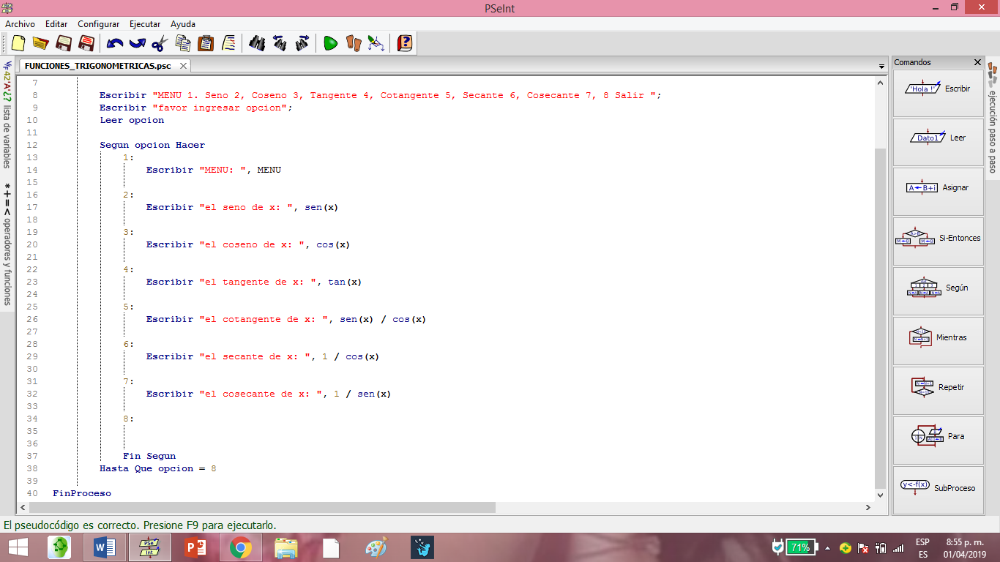 PSeInt
Archivo Editar Configurar Ejecutar Ayuda
FUNCIONES_TRIGONOMETRICAS.psc
Comandos
lista de variables
operadores y funciones
7
8 Escribir "MENU 1. Seno 2, Coseno 3, Tangente 4, Cotangente 5, Secante 6, Cosecante 7, 8 Salir ";
9 Escribir "favor ingresar opcion";
10 Leer opcion
11
12 Segun opcion Hacer
13 1:
14 Escribir "MENU: ", MENU
15
16 2:
17 Escribir "el seno de x: ", sen(x)
18
19 3:
20 Escribir "el coseno de x: ", cos(x)
21
22 4:
23 Escribir "el tangente de x: ", tan(x)
24
25 5:
26 Escribir "el cotangente de x: ", sen(x) / cos(x)
27
28 6:
29 Escribir "el secante de x: ", 1 / cos(x)
30
31 7:
32 Escribir "el cosecante de x: ", 1 / sen(x)
33
34 8:
35
36
37 Fin Segun
38 Hasta Que opcion = 8
39
40 FinProceso
'Hola !' Escribir
Dato1 Leer
A B+i Asignar
Si-Entonces
Según
Mientras
Repetir
Para
y<-f(x) SubProceso
ejecución paso a paso
El pseudocódigo es correcto. Presione F9 para ejecutarlo.
71%
ESP
ES
8:55 p. m.
01/04/2019